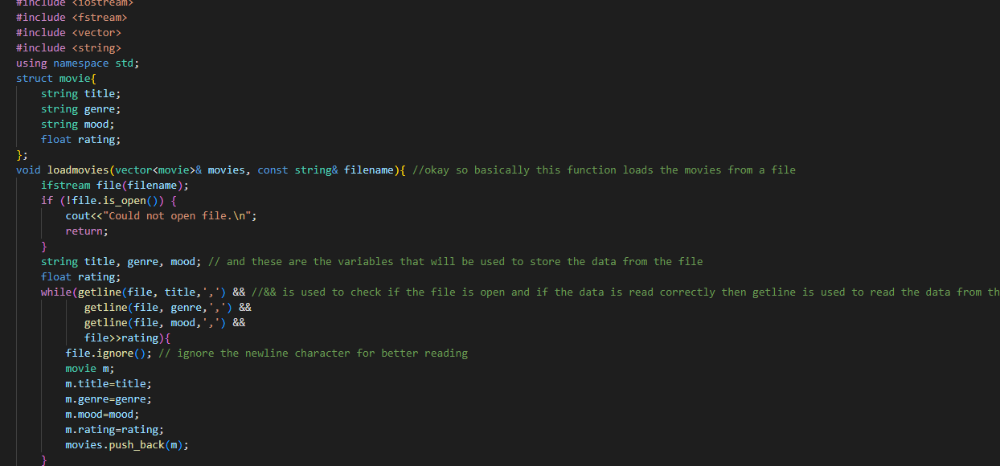 #include <iostream>
#include <fstream>
#include <vector>
#include <string>
using namespace std;
struct movie{
    string title;
    string genre;
    string mood;
    float rating;
};
void loadmovies(vector<movie>& movies, const string& filename){ //okay so basically this function loads the movies from a file
    ifstream file(filename);
    if (!file.is_open()) {
        cout<<"Could not open file.\n";
        return;
    }
    string title, genre, mood; // and these are the variables that will be used to store the data from the file
    float rating;
    while(getline(file, title,',') && //&& is used to check if the file is open and if the data is read correctly then getline is used to read the data from th
           getline(file, genre,',') &&
           getline(file, mood,',') &&
           file>>rating){
        file.ignore(); // ignore the newline character for better reading
        movie m;
        m.title=title;
        m.genre=genre;
        m.mood=mood;
        m.rating=rating;
        movies.push_back(m);
    }